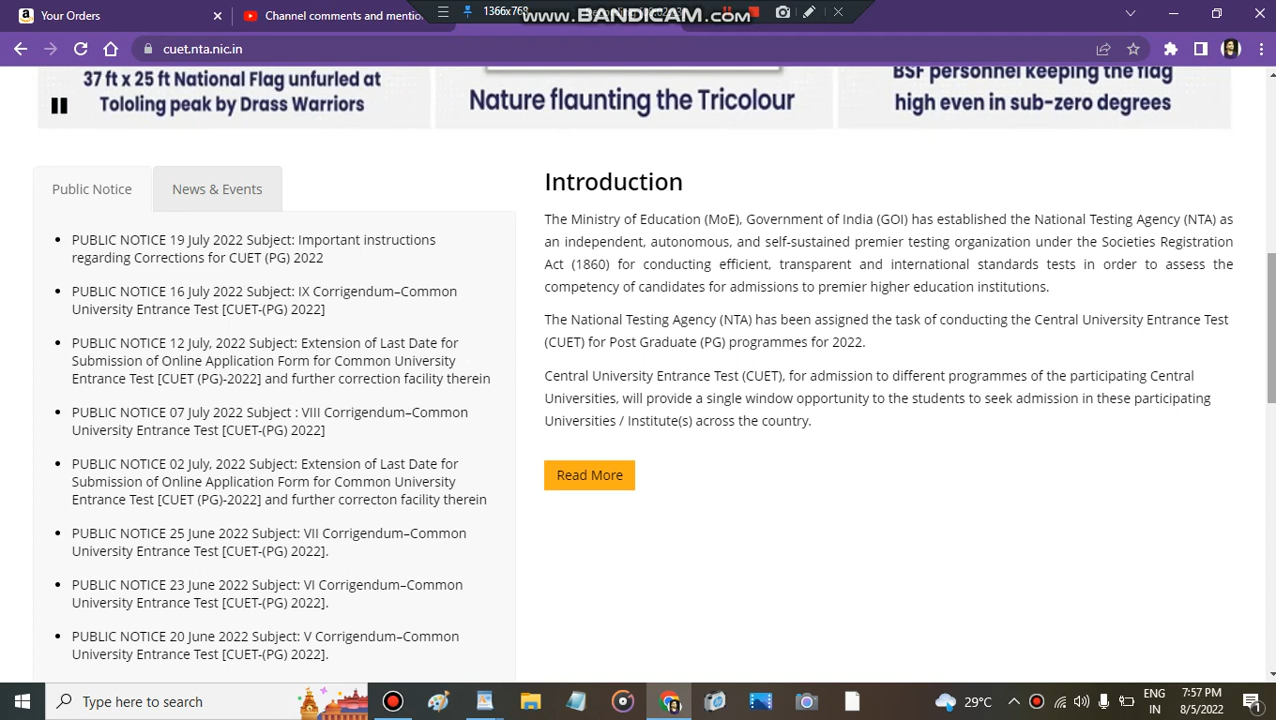 Your Orders
Channel comments and mentio
1366x768
www.BANDICAM.com
cuet.nta.nic.in
37 ft x 25 ft National Flag unfurled at
Tololing peak by Drass Warriors
Nature flaunting the Tricolour
BSF personnel keeping the flag
high even in sub-zero degrees
Public Notice
News & Events
PUBLIC NOTICE 19 July 2022 Subject: Important instructions
regarding Corrections for CUET (PG) 2022
PUBLIC NOTICE 16 July 2022 Subject: IX Corrigendum–Common
University Entrance Test [CUET-(PG) 2022]
PUBLIC NOTICE 12 July, 2022 Subject: Extension of Last Date for
Submission of Online Application Form for Common University
Entrance Test [CUET (PG)-2022] and further correction facility therein
PUBLIC NOTICE 07 July 2022 Subject : VIII Corrigendum–Common
University Entrance Test [CUET-(PG) 2022]
PUBLIC NOTICE 02 July, 2022 Subject: Extension of Last Date for
Submission of Online Application Form for Common University
Entrance Test [CUET (PG)-2022] and further correcton facility therein
PUBLIC NOTICE 25 June 2022 Subject: VII Corrigendum–Common
University Entrance Test [CUET-(PG) 2022].
PUBLIC NOTICE 23 June 2022 Subject: VI Corrigendum–Common
University Entrance Test [CUET-(PG) 2022].
PUBLIC NOTICE 20 June 2022 Subject: V Corrigendum–Common
University Entrance Test [CUET-(PG) 2022].
Introduction
The Ministry of Education (MoE), Government of India (GOI) has established the National Testing Agency (NTA) as
an independent, autonomous, and self-sustained premier testing organization under the Societies Registration
Act (1860) for conducting efficient, transparent and international standards tests in order to assess the
competency of candidates for admissions to premier higher education institutions.
The National Testing Agency (NTA) has been assigned the task of conducting the Central University Entrance Test
(CUET) for Post Graduate (PG) programmes for 2022.
Central University Entrance Test (CUET), for admission to different programmes of the participating Central
Universities, will provide a single window opportunity to the students to seek admission in these participating
Universities / Institute(s) across the country.
Read More
Type here to search
29°C
ENG
IN
7:57 PM
8/5/2022